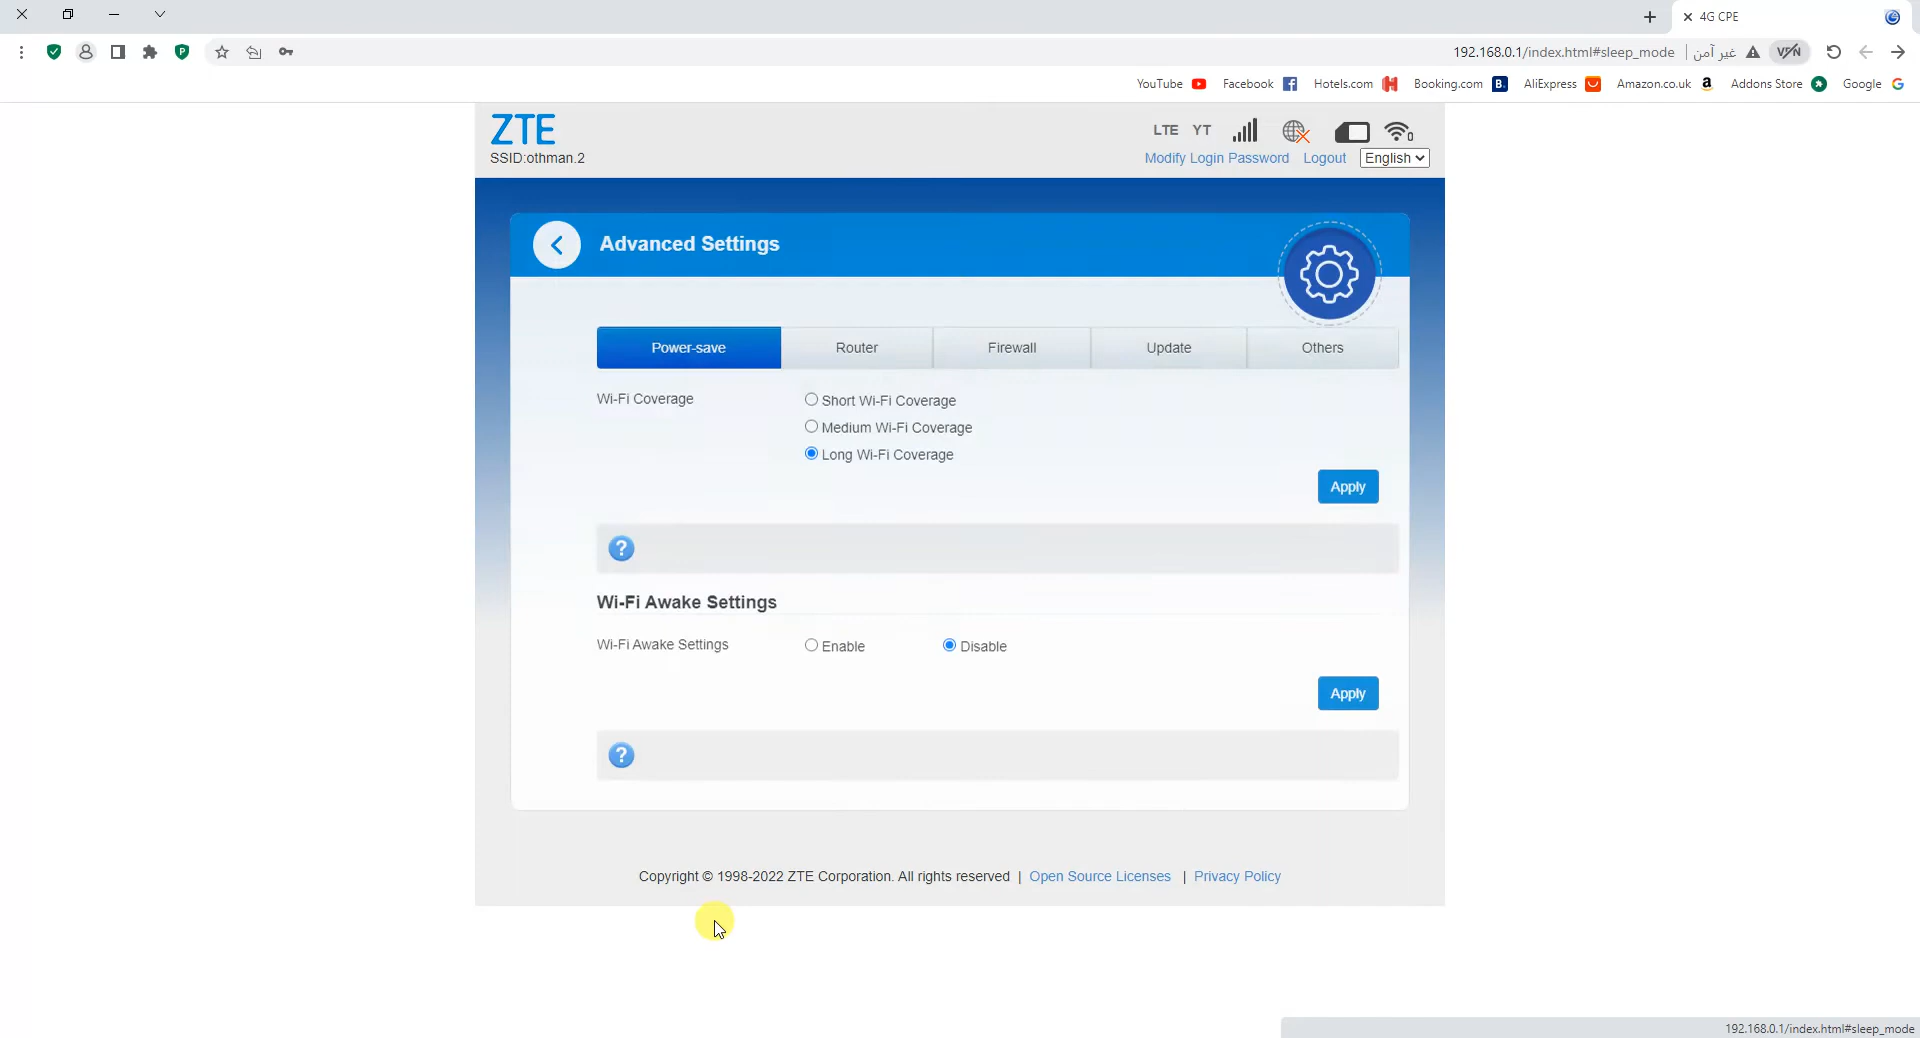 4G CPE
192.168.0.1/index.html#sleep_mode
غير آمن
VPN
YouTube
Facebook
Hotels.com
B. Booking.com
AliExpress
Amazon.co.uk
Addons Store
Google
ZTE
SSID:othman.2
LTE YT
0
Modify Login Password Logout English
Advanced Settings
Power-save Router Firewall Update Others
Wi-Fi Coverage
Short Wi-Fi Coverage
Medium Wi-Fi Coverage
Long Wi-Fi Coverage
Apply
?
Wi-Fi Awake Settings
Wi-Fi Awake Settings Enable Disable
Apply
?
Copyright © 1998-2022 ZTE Corporation. All rights reserved | Open Source Licenses | Privacy Policy
192.168.0.1/index.html#sleep_mode